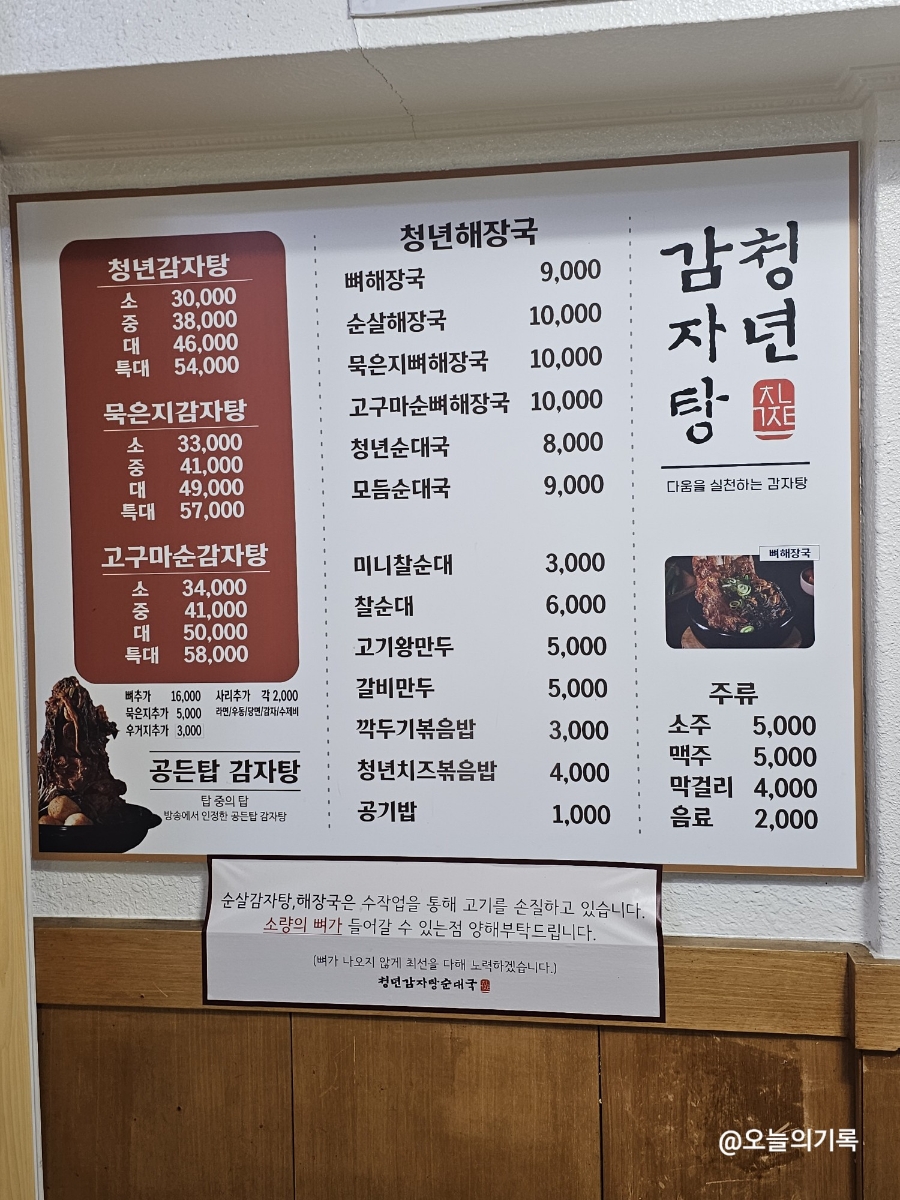 청년감자탕
소 30,000
중 38,000
대 46,000
특대 54,000
묵은지감자탕
소 33,000
중 41,000
대 49,000
특대 57,000
고구마순감자탕
소 34,000
중 41,000
대 50,000
특대 58,000
뼈추가 16,000 사리추가 각 2,000
묵은지추가 5,000 라면/우동/당면/감자/수제비
우거지추가 3,000
공든탑 감자탕
탑 중의 탑
방송에서 인정한 공든탑 감자탕
청년해장국
뼈해장국 9,000
순살해장국 10,000
묵은지뼈해장국 10,000
고구마순뼈해장국 10,000
청년순대국 8,000
모듬순대국 9,000
미니찰순대 3,000
찰순대 6,000
고기왕만두 5,000
갈비만두 5,000
깍두기볶음밥 3,000
청년치즈볶음밥 4,000
공기밥 1,000
청년
감자탕
다움을 실천하는 감자탕
뼈해장국
주류
소주 5,000
맥주 5,000
막걸리 4,000
음료 2,000
순살감자탕,해장국은 수작업을 통해 고기를 손질하고 있습니다.
소량의 뼈가 들어갈 수 있는점 양해부탁드립니다.
(뼈가 나오지 않게 최선을 다해 노력하겠습니다.)
청년감자탕순대국
@오늘의기록